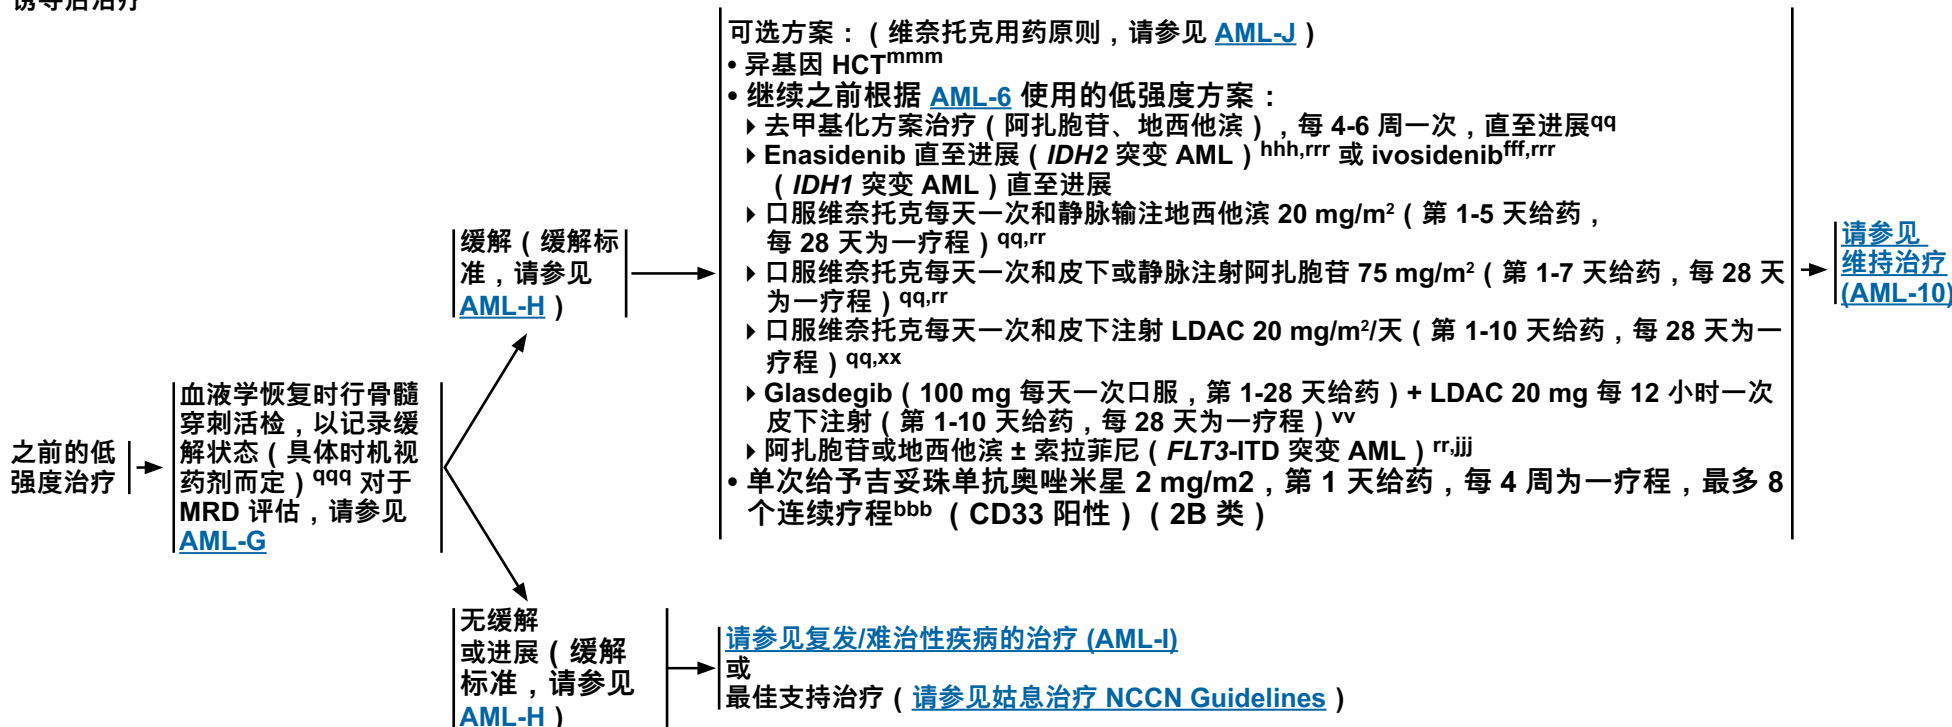 诱导后治疗
之前的低
强度治疗
血液学恢复时行骨髓
穿刺活检，以记录缓
解状态（具体时机视
药剂而定）qqq 对于
MRD 评估，请参见
AML-G
缓解（缓解标
准，请参见
AML-H）
可选方案：（维奈托克用药原则，请参见 AML-J）
• 异基因 HCTmmm
• 继续之前根据 AML-6 使用的低强度方案：
▸ 去甲基化方案治疗（阿扎胞苷、地西他滨），每 4-6 周一次，直至进展qq
▸ Enasidenib 直至进展（IDH2 突变 AML）hhh,rrr 或 ivosidenibfff,rrr
（IDH1 突变 AML）直至进展
▸ 口服维奈托克每天一次和静脉输注地西他滨 20 mg/m²（第 1-5 天给药，
每 28 天为一疗程）qq,rr
▸ 口服维奈托克每天一次和皮下或静脉注射阿扎胞苷 75 mg/m²（第 1-7 天给药，每 28 天
为一疗程）qq,rr
▸ 口服维奈托克每天一次和皮下注射 LDAC 20 mg/m²/天（第 1-10 天给药，每 28 天为一
疗程）qq,xx
▸ Glasdegib（100 mg 每天一次口服，第 1-28 天给药）+ LDAC 20 mg 每 12 小时一次
皮下注射（第 1-10 天给药，每 28 天为一疗程）vv
▸ 阿扎胞苷或地西他滨 ± 索拉菲尼（FLT3-ITD 突变 AML）rr,jjj
• 单次给予吉妥珠单抗奥唑米星 2 mg/m2，第 1 天给药，每 4 周为一疗程，最多 8
个连续疗程bbb （CD33 阳性）（2B 类）
请参见
维持治疗
(AML-10)
无缓解
或进展（缓解
标准，请参见
AML-H）
请参见复发/难治性疾病的治疗 (AML-I)
或
最佳支持治疗（请参见姑息治疗 NCCN Guidelines）